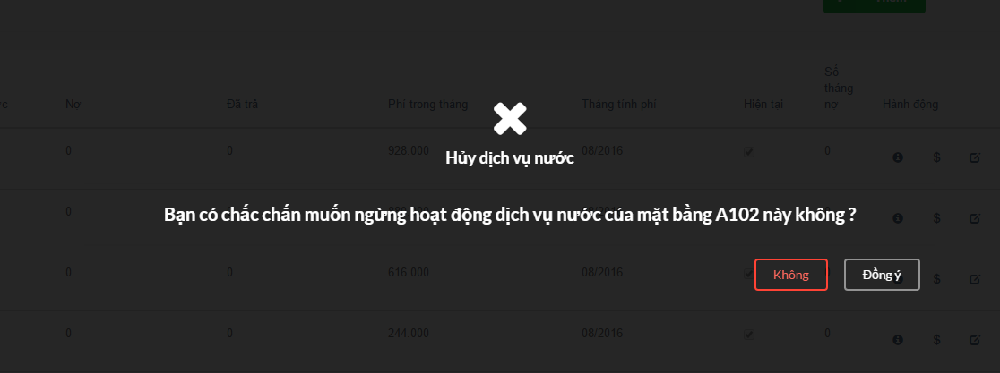 Số
tháng
nợ
Nợ Đã trả Phí trong tháng Tháng tính phí Hiện tại Hành động
0 0 928.000 08/2016 0 $
Hủy dịch vụ nước
Bạn có chắc chắn muốn ngừng hoạt động dịch vụ nước của mặt bằng A102 này không ?
0 0 $
0 0 616.000 08/2016 $
Không Đồng ý
0 0 244.000 08/2016 0 $